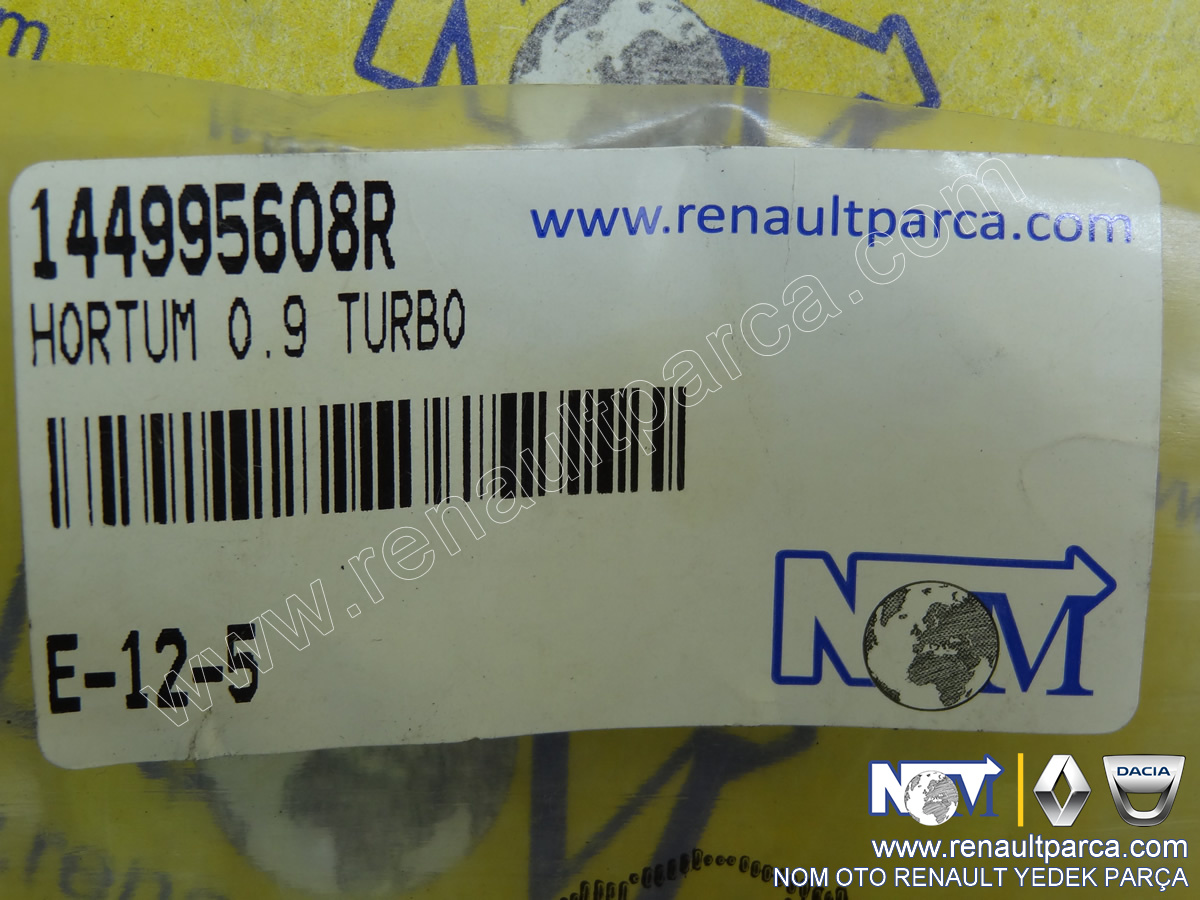 144995608R
www.renaultparca.com
HORTUM 0.9 TURBO
www.renaultparca.com
E-12-5
NOM
NOM
DACIA
www.renaultparca.com
NOM OTO RENAULT YEDEK PARÇA